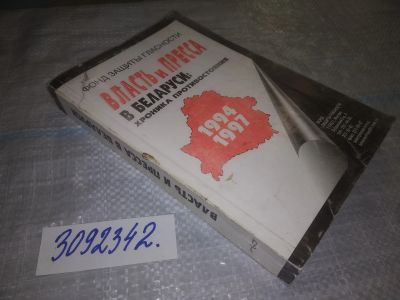 ФОНД ЗАЩИТЫ ГЛАСНОСТИ
ВЛАСТЬ И ПРЕССА
В БЕЛАРУСИ:
ХРОНИКА ПРОТИВОСТОЯНИЯ
1994
1997
ВЛАСТЬ И ПРЕССА В БЕЛАРУСИ
3092342.